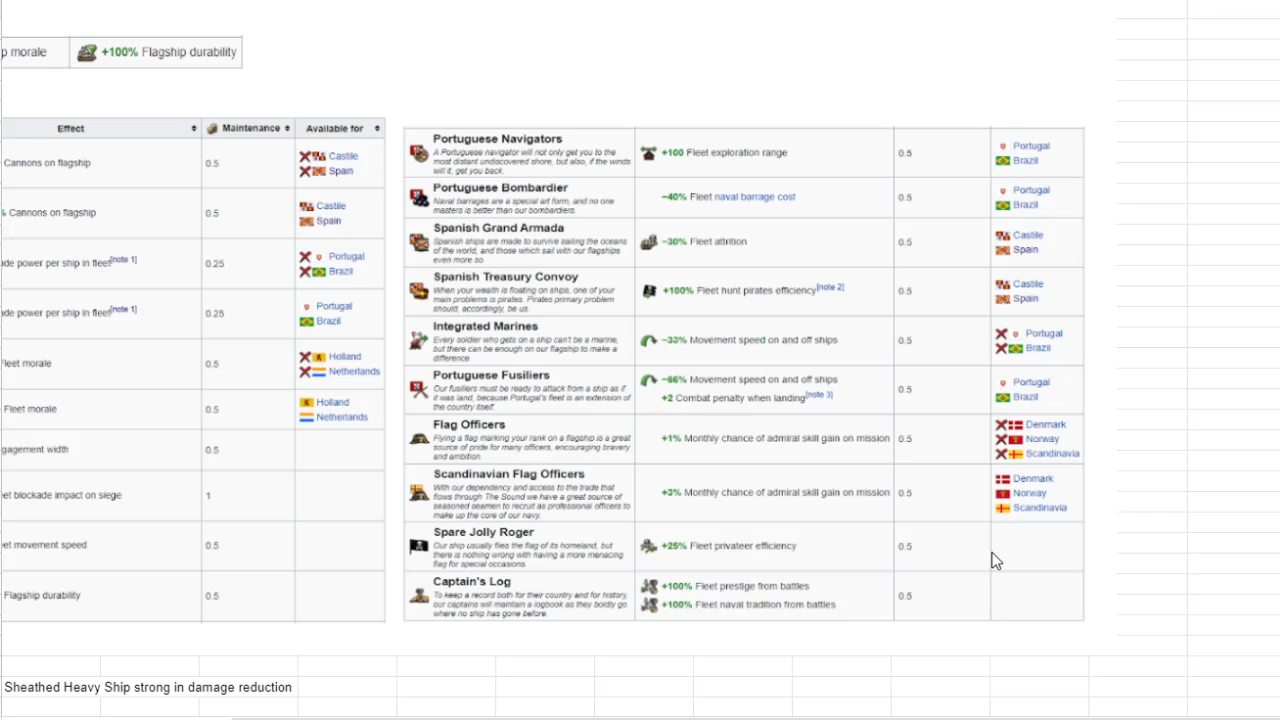 p morale
+100% Flagship durability
Effect
Maintenance
Available for
Cannons on flagship
0.5
Castile
Spain
% Cannons on flagship
0.5
Castile
Spain
de power per ship in fleet[note 1]
0.25
Portugal
Brazil
de power per ship in fleet[note 1]
0.25
Portugal
Brazil
leet morale
0.5
Holland
Netherlands
Fleet morale
0.5
Holland
Netherlands
gagement width
0.5
et blockade impact on siege
1
et movement speed
0.5
Flagship durability
0.5
Portuguese Navigators
A Portuguese navigator will not only get you to the
most distant undiscovered shore, but also, if the winds
will it, get you back.
+100 Fleet exploration range
0.5
Portugal
Brazil
Portuguese Bombardier
Naval barrages are a special art form, and no one
masters is better than our bombardiers.
−40% Fleet naval barrage cost
0.5
Portugal
Brazil
Spanish Grand Armada
Spanish ships are made to survive sailing the oceans
of the world, and those which sail with our flagships
even more so.
−30% Fleet attrition
0.5
Castile
Spain
Spanish Treasury Convoy
When your wealth is floating on ships, one of your
main problems is pirates. Pirates primary problem
should, accordingly, be us.
+100% Fleet hunt pirates efficiency[note 2]
0.5
Castile
Spain
Integrated Marines
Every soldier who gets on a ship can't be a marine,
but there can be enough on our flagship to make a
difference.
−33% Movement speed on and off ships
0.5
Portugal
Brazil
Portuguese Fusiliers
Our fusiliers must be ready to attack from a ship as if
it was land, because Portugal's fleet is an extension of
the country itself.
−66% Movement speed on and off ships
+2 Combat penalty when landing[note 3]
0.5
Portugal
Brazil
Flag Officers
Flying a flag marking your rank on a flagship is a great
source of pride for many officers, encouraging bravery
and ambition
+1% Monthly chance of admiral skill gain on mission
0.5
Denmark
Norway
Scandinavia
Scandinavian Flag Officers
With our dependency and access to the trade that
flows through The Sound we have a great source of
seasoned seamen to recruit as professional officers to
make up the core of our navy.
+3% Monthly chance of admiral skill gain on mission
0.5
Denmark
Norway
Scandinavia
Spare Jolly Roger
Our ship usually flies the flag of its homeland, but
there is nothing wrong with having a more menacing
flag for special occasions.
+25% Fleet privateer efficiency
0.5
Captain's Log
To keep a record both for their country and for history,
our captains will maintain a logbook as they boldly go
where no ship has gone before.
+100% Fleet prestige from battles
+100% Fleet naval tradition from battles
0.5
Sheathed Heavy Ship strong in damage reduction